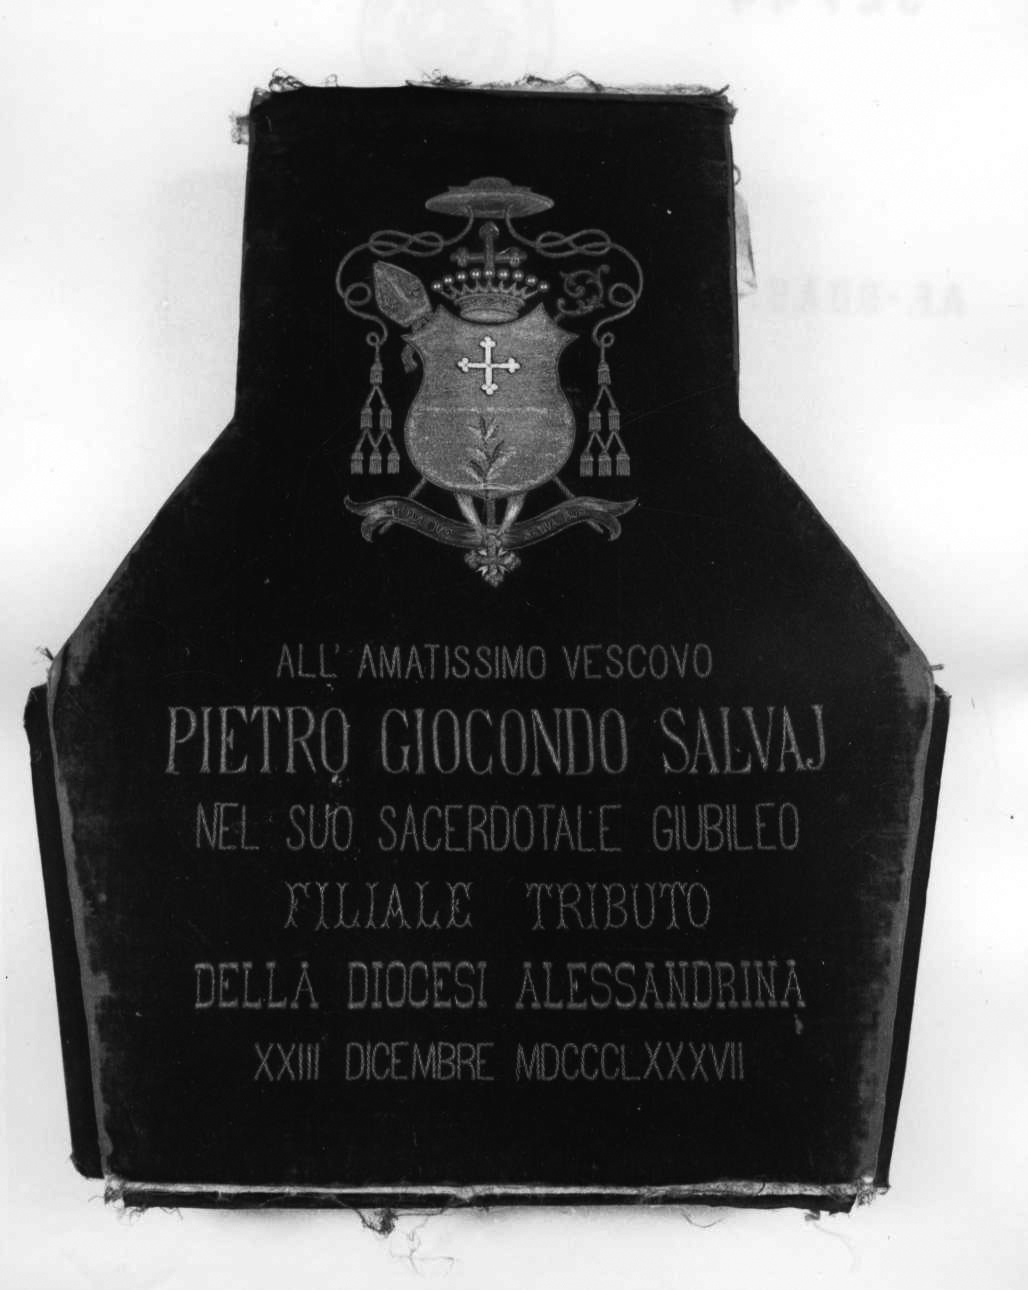 ALL' AMATISSIMO VESCOVO
PIETRO GIOCONDO SALVAJ
NEL SUO SACERDOTALE GIUBILEO
FILIALE TRIBUTO
DELLA DIOCESI ALESSANDRINA
XXIII DICEMBRE MDCCCLXXXVII